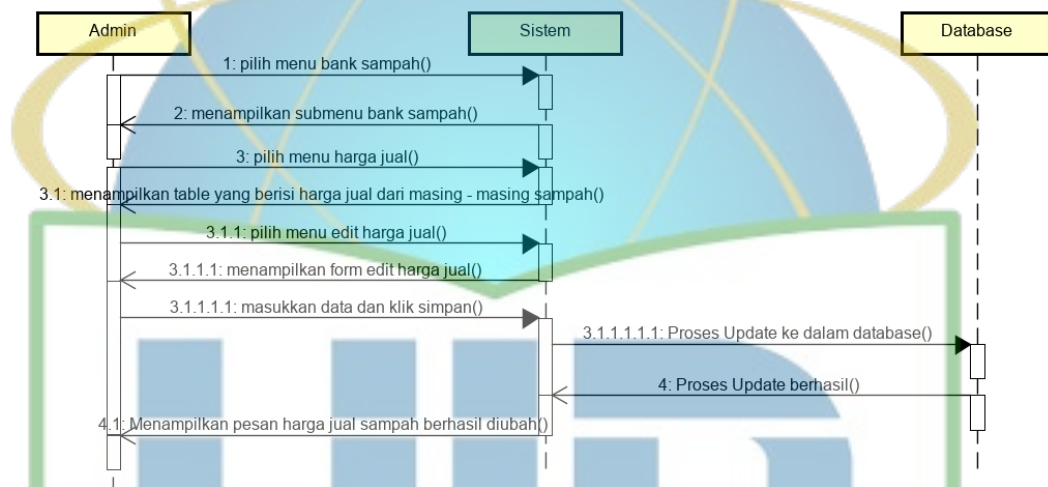 Admin
Sistem
Database
1: pilih menu bank sampah()
2: menampilkan submenu bank sampah()
3: pilih menu harga jual()
3.1: menampilkan table yang berisi harga jual dari masing - masing sampah()
3.1.1: pilih menu edit harga jual()
3.1.1.1: menampilkan form edit harga jual()
3.1.1.1.1: masukkan data dan klik simpan()
3.1.1.1.1.1: Proses Update ke dalam database()
4: Proses Update berhasil()
4.1: Menampilkan pesan harga jual sampah berhasil diubah()